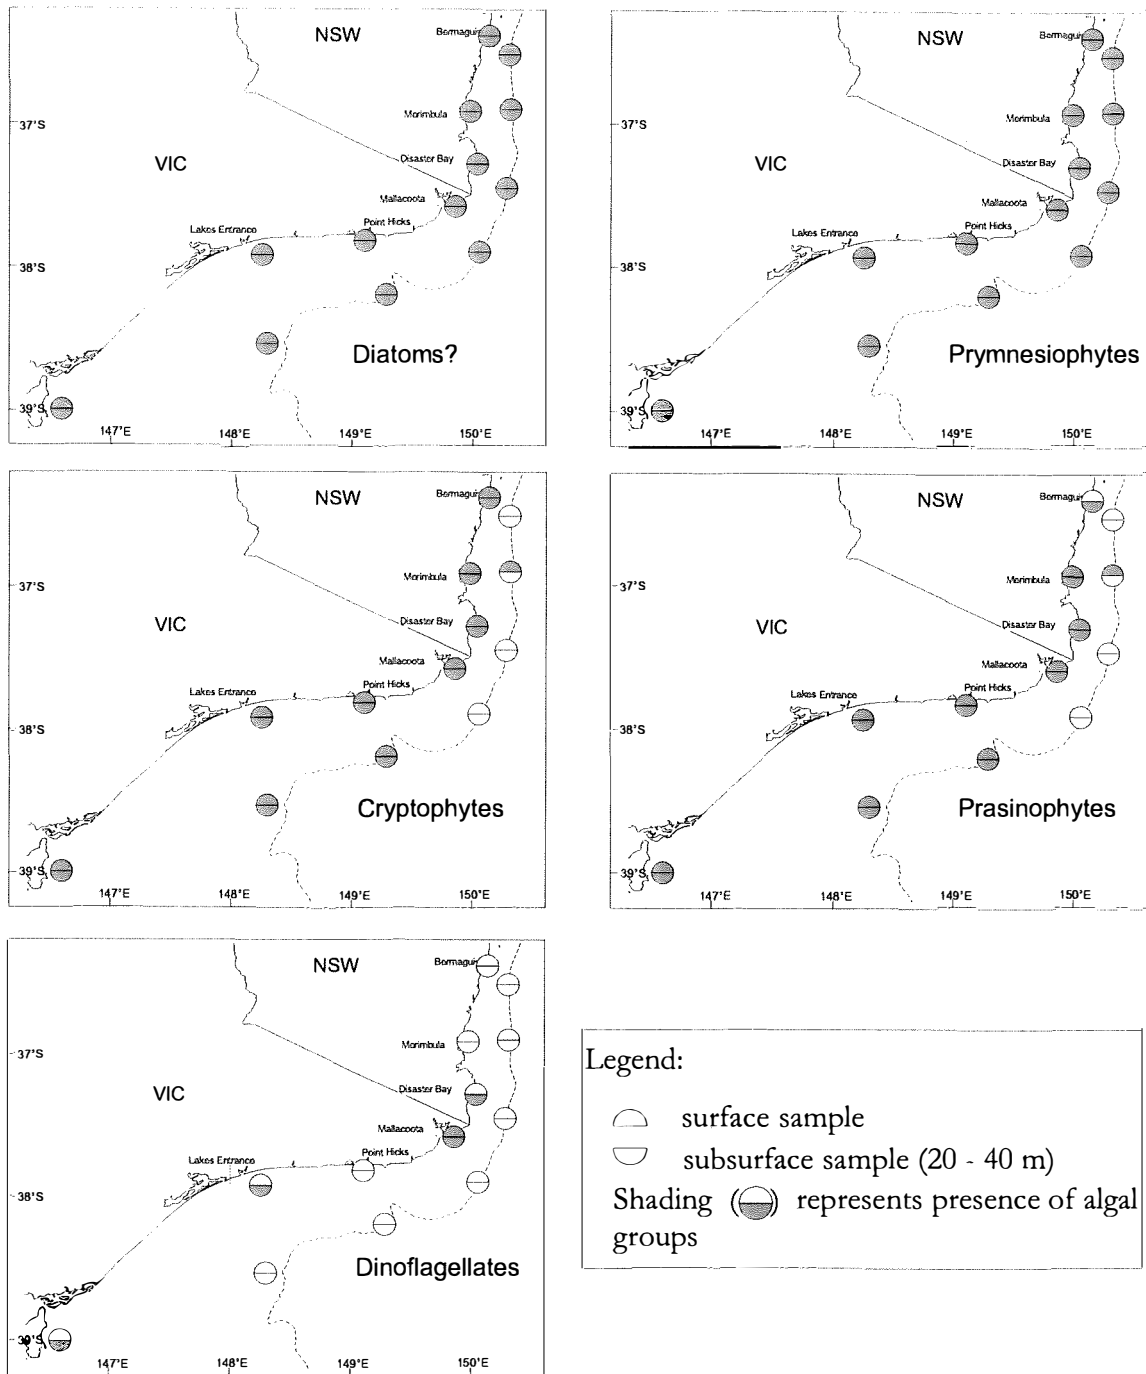 NSW
Bermagui
37°S
Merimbula
VIC
Disaster Bay
Mallacoota
Point Hicks
Lakes Entrance
38°S
Diatoms?
39°S
147°E 148°E 149°E 150°E
NSW
Bermagui
37°S
Merimbula
VIC
Disaster Bay
Mallacoota
Point Hicks
Lakes Entrance
38°S
Prymnesiophytes
39°S
147°E 148°E 149°E 150°E
NSW
Bermagui
37°S
Merimbula
VIC
Disaster Bay
Mallacoota
Point Hicks
Lakes Entrance
38°S
Cryptophytes
39°S
147°E 148°E 149°E 150°E
NSW
Bermagui
37°S
Merimbula
VIC
Disaster Bay
Mallacoota
Point Hicks
Lakes Entrance
38°S
Prasinophytes
39°S
147°E 148°E 149°E 150°E
NSW
Bermagui
37°S
Merimbula
VIC
Disaster Bay
Mallacoota
Point Hicks
Lakes Entrance
38°S
Dinoflagellates
39°S
147°E 148°E 149°E 150°E
Legend:
surface sample
subsurface sample (20 - 40 m)
Shading ( ) represents presence of algal
groups